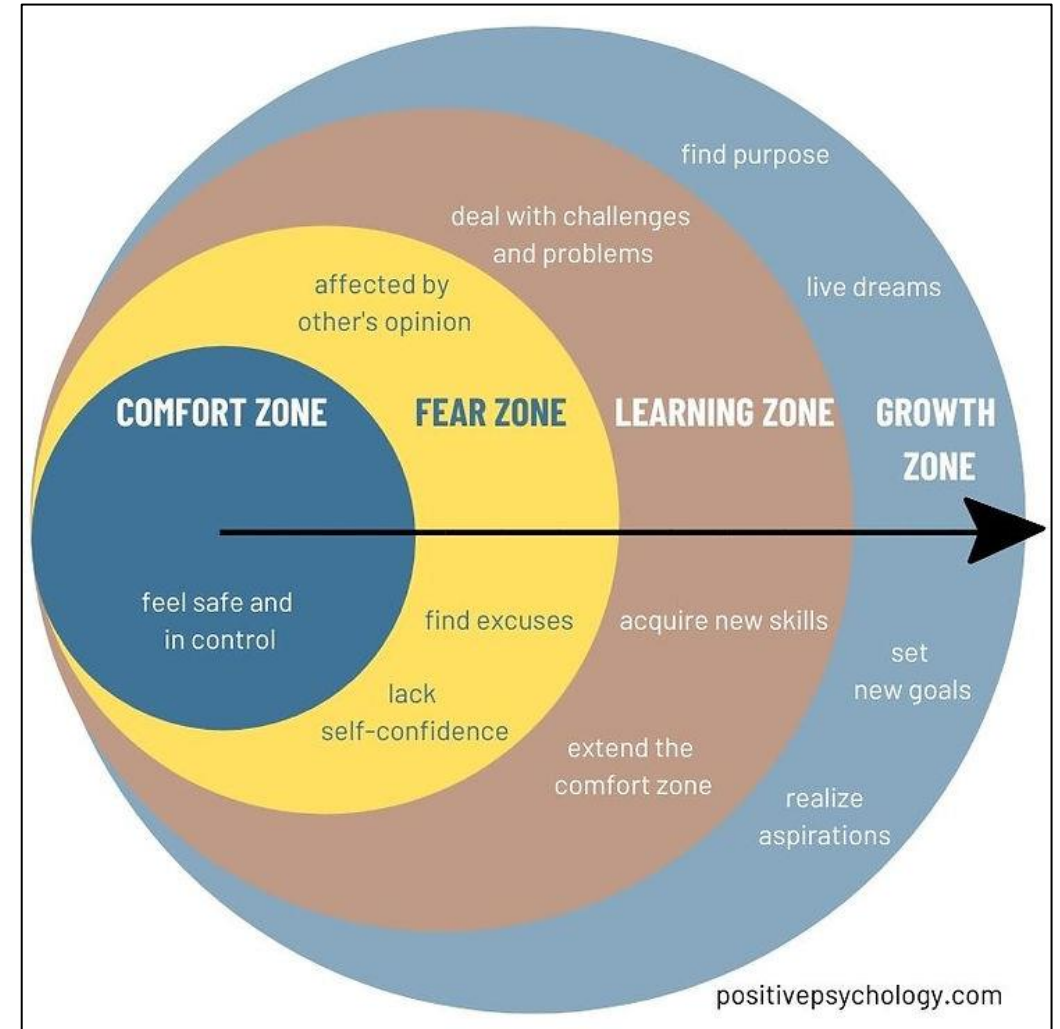 find purpose
deal with challenges
and problems
live dreams
affected by
other's opinion
COMFORT ZONE
FEAR ZONE
LEARNING ZONE
GROWTH
ZONE
feel safe and
in control
find excuses
acquire new skills
set
new goals
lack
self-confidence
extend the
comfort zone
realize
aspirations
positivepsychology.com